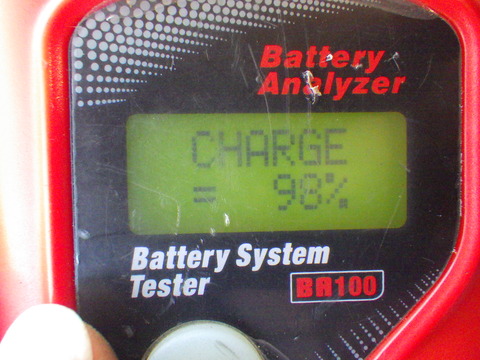 Battery
Analyzer
CHARGE
= 98%
Battery System
Tester
BR100